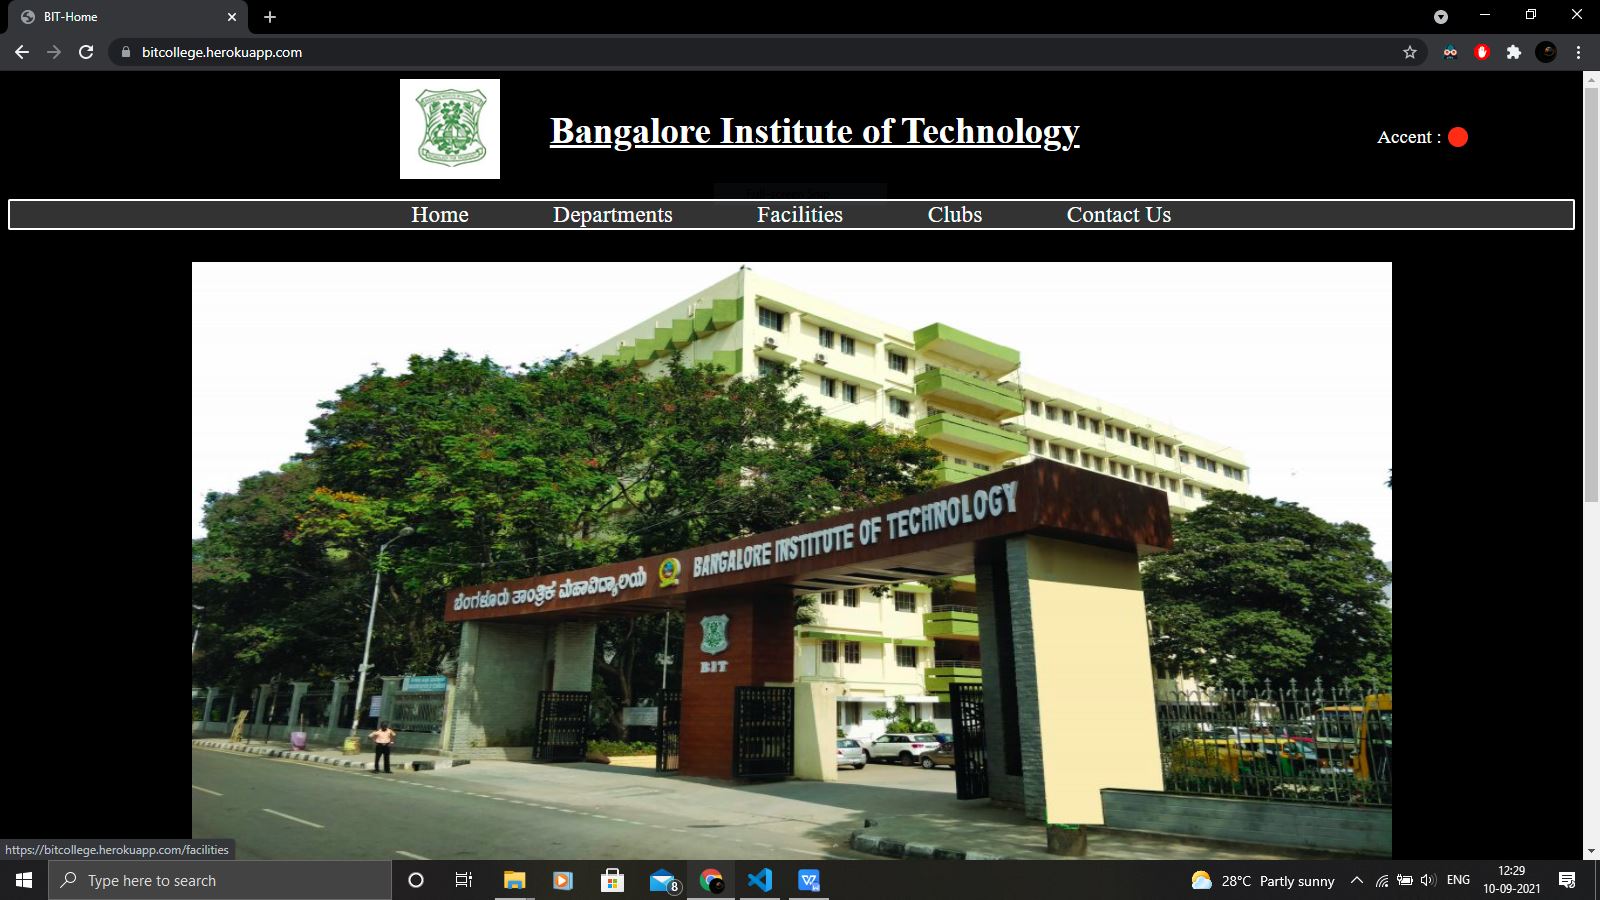 BIT-Home
bitcollege.herokuapp.com
Bangalore Institute of Technology
Accent :
Home Departments Facilities Clubs Contact Us
ಬೆಂಗಳೂರು ತಾಂತ್ರಿಕ ಮಹಾವಿದ್ಯಾಲಯ BANGALORE INSTITUTE OF TECHNOLOGY
BIT
https://bitcollege.herokuapp.com/facilities
Type here to search
8
28°C Partly sunny
ENG
12:29
10-09-2021